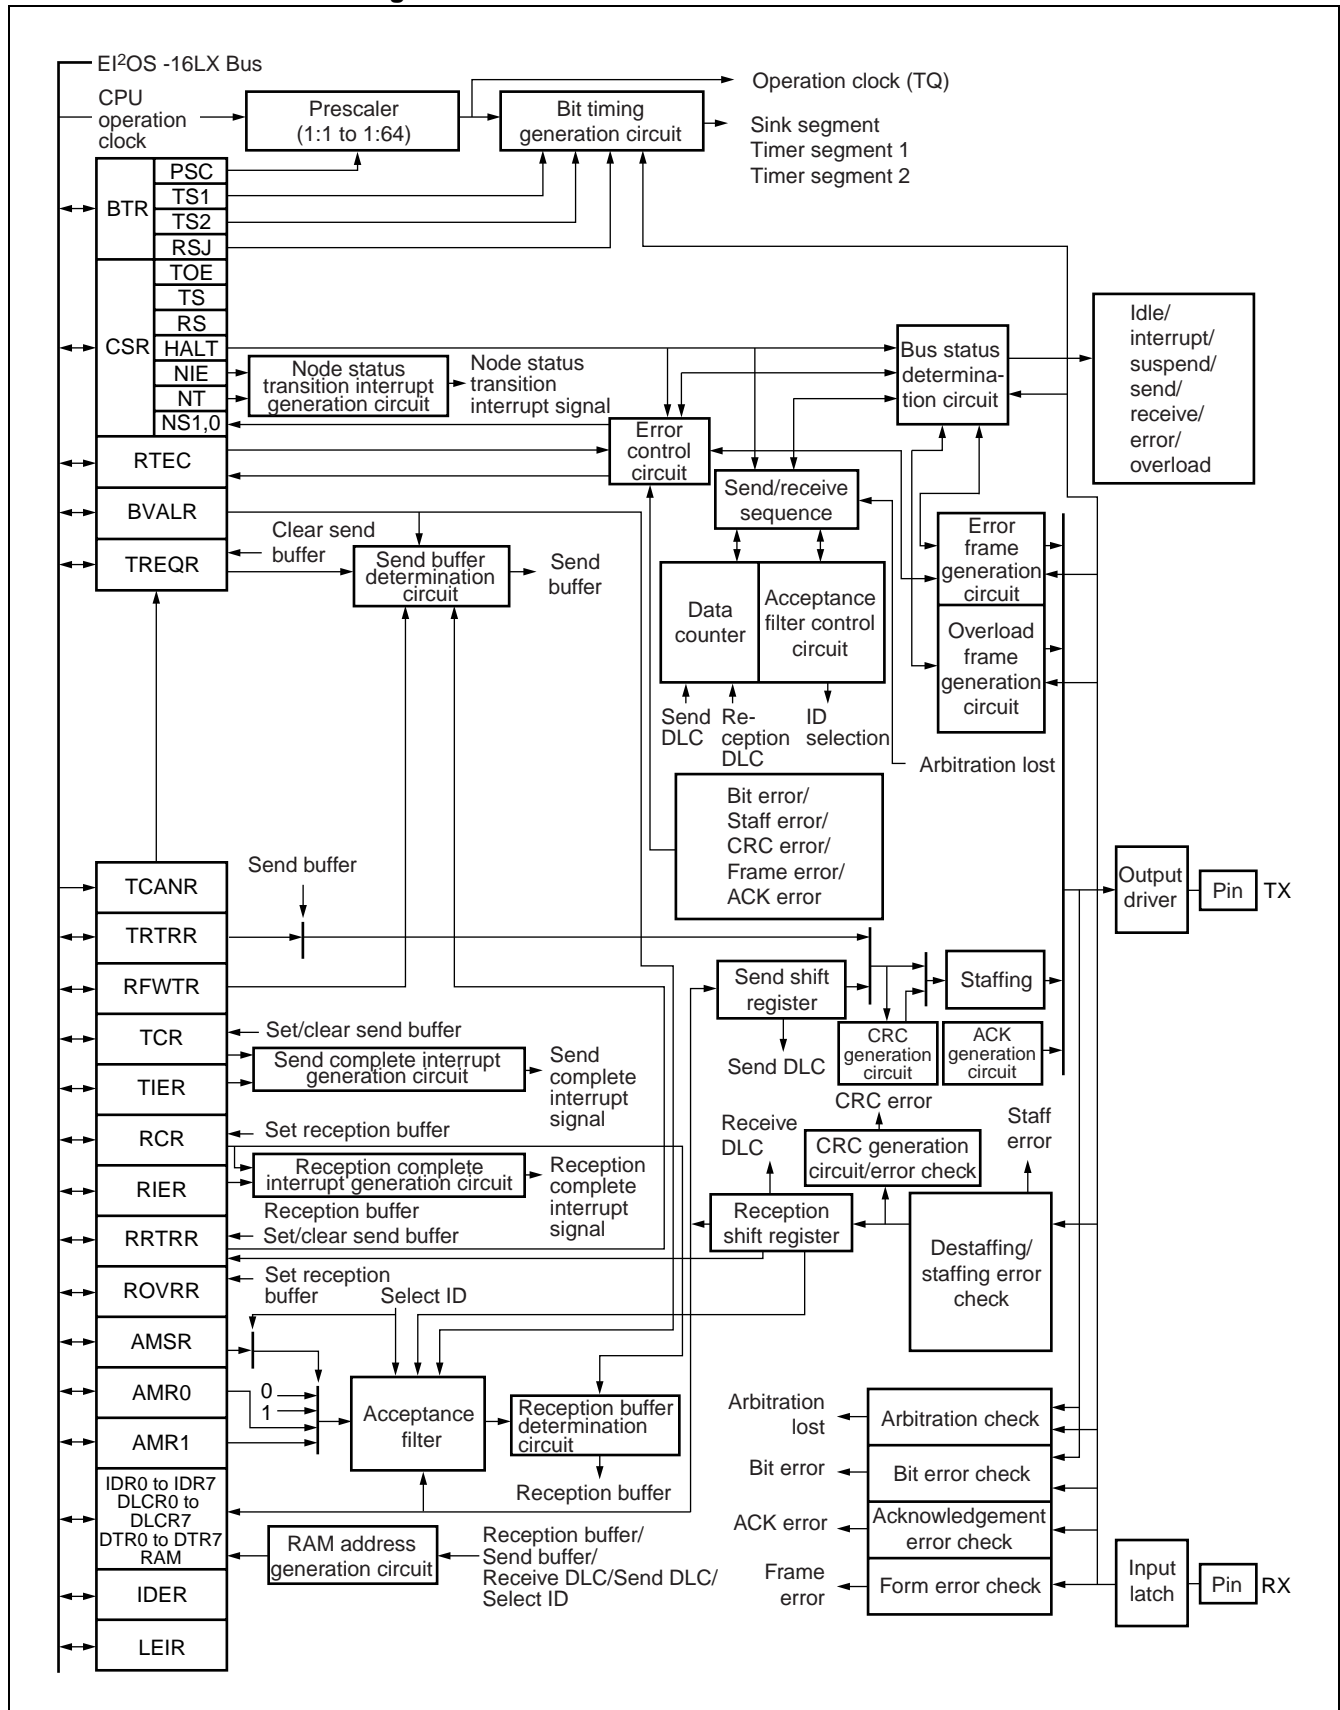 EI²OS -16LX Bus
CPU
operation
clock
Prescaler
(1:1 to 1:64)
Bit timing
generation circuit
Operation clock (TQ)
Sink segment
Timer segment 1
Timer segment 2
BTR
PSC
TS1
TS2
RSJ
CSR
TOE
TS
RS
HALT
NIE
NT
NS1,0
Node status
transition interrupt
generation circuit
Node status
transition
interrupt signal
Bus status
determina-
tion circuit
Idle/
interrupt/
suspend/
send/
receive/
error/
overload
Error
control
circuit
RTEC
BVALR
TREQR
Clear send
buffer
Send buffer
determination
circuit
Send
buffer
Send/receive
sequence
Data
counter
Acceptance
filter control
circuit
Send
DLC
Re-
ception
DLC
ID
selection
Error
frame
generation
circuit
Overload
frame
generation
circuit
Arbitration lost
Bit error/
Staff error/
CRC error/
Frame error/
ACK error
Output
driver
Pin
TX
TCANR
Send buffer
TRTRR
RFWTR
TCR
Set/clear send buffer
Send complete interrupt
generation circuit
Send
complete
interrupt
signal
TIER
Send shift
register
Send DLC
Staffing
CRC
generation
circuit
ACK
generation
circuit
RCR
Set reception buffer
Reception complete
interrupt generation circuit
Reception
complete
interrupt
signal
RIER
Reception buffer
Receive
DLC
CRC error
CRC generation
circuit/error check
Staff
error
RRTRR
Set/clear send buffer
Reception
shift register
Destaffing/
staffing error
check
ROVRR
Set reception
buffer
Select ID
AMSR
AMR0
0
1
AMR1
Acceptance
filter
Reception buffer
determination
circuit
Reception buffer
Arbitration
lost
Arbitration check
Bit error
Bit error check
ACK error
Acknowledgement
error check
Frame
error
Form error check
IDR0 to IDR7
DLCR0 to
DLCR7
DTR0 to DTR7
RAM
RAM address
generation circuit
Reception buffer/
Send buffer/
Receive DLC/Send DLC/
Select ID
IDER
LEIR
Input
latch
Pin
RX